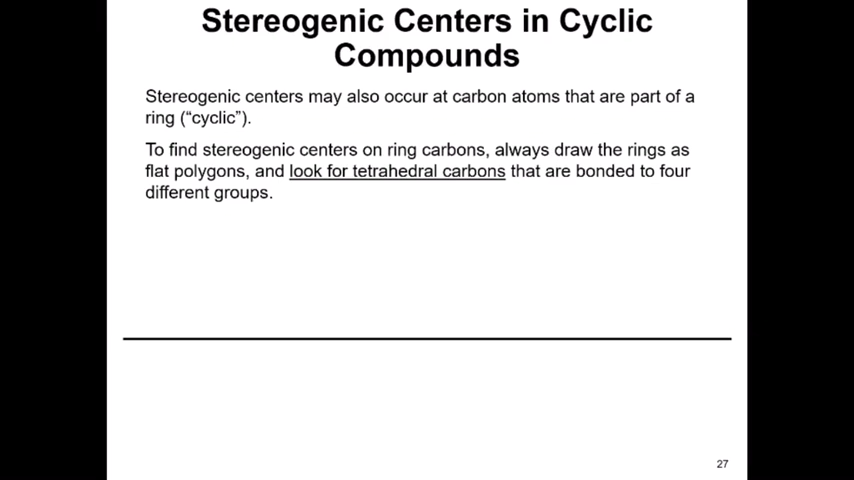 Stereogenic Centers in Cyclic
Compounds
Stereogenic centers may also occur at carbon atoms that are part of a
ring (“cyclic”).
To find stereogenic centers on ring carbons, always draw the rings as
flat polygons, and look for tetrahedral carbons that are bonded to four
different groups.
27